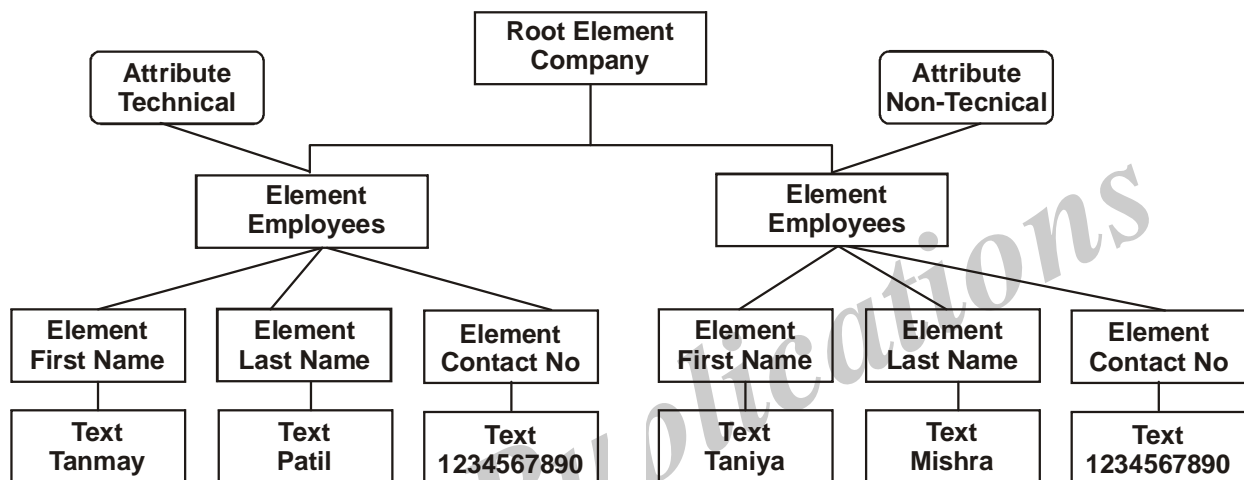 Root Element
Company
Attribute
Technical
Attribute
Non-Tecnical
Element
Employees
Element
Employees
Element
First Name
Element
Last Name
Element
Contact No
Element
First Name
Element
Last Name
Element
Contact No
Text
Tanmay
Text
Patil
Text
1234567890
Text
Taniya
Text
Mishra
Text
1234567890